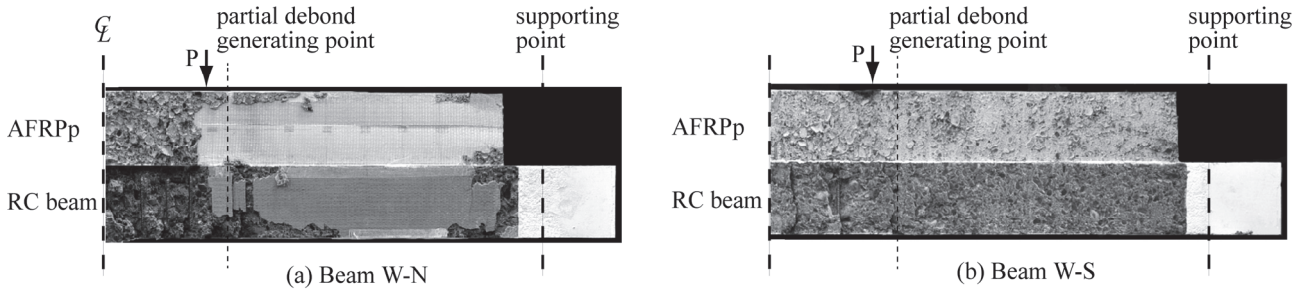 ℄
partial debond
generating point
supporting
point
P
AFRPp
RC beam
(a) Beam W-N
partial debond
generating point
supporting
point
P
AFRPp
RC beam
(b) Beam W-S